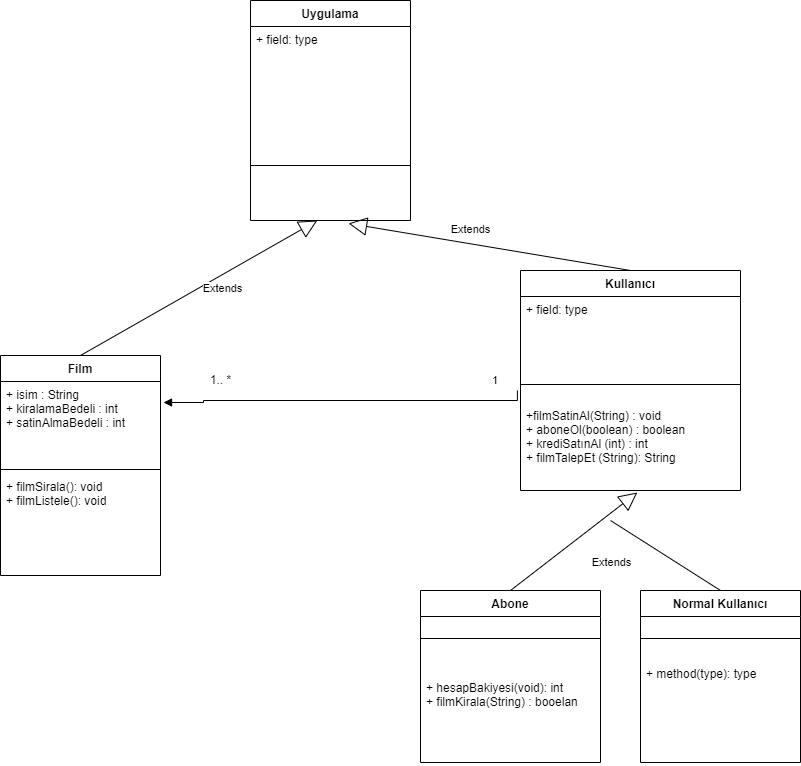 Uygulama
+ field: type
Extends
Extends
Kullanıcı
+ field: type
Film
+ isim : String
+ kiralamaBedeli : int
+ satinAlmaBedeli : int
1.. *
1
+filmSatinAl(String) : void
+ aboneOl(boolean) : boolean
+ krediSatınAl (int) : int
+ filmTalepEt (String): String
+ filmSirala(): void
+ filmListele(): void
Extends
Abone
Normal Kullanıcı
+ method(type): type
+ hesapBakiyesi(void): int
+ filmKirala(String) : booelan